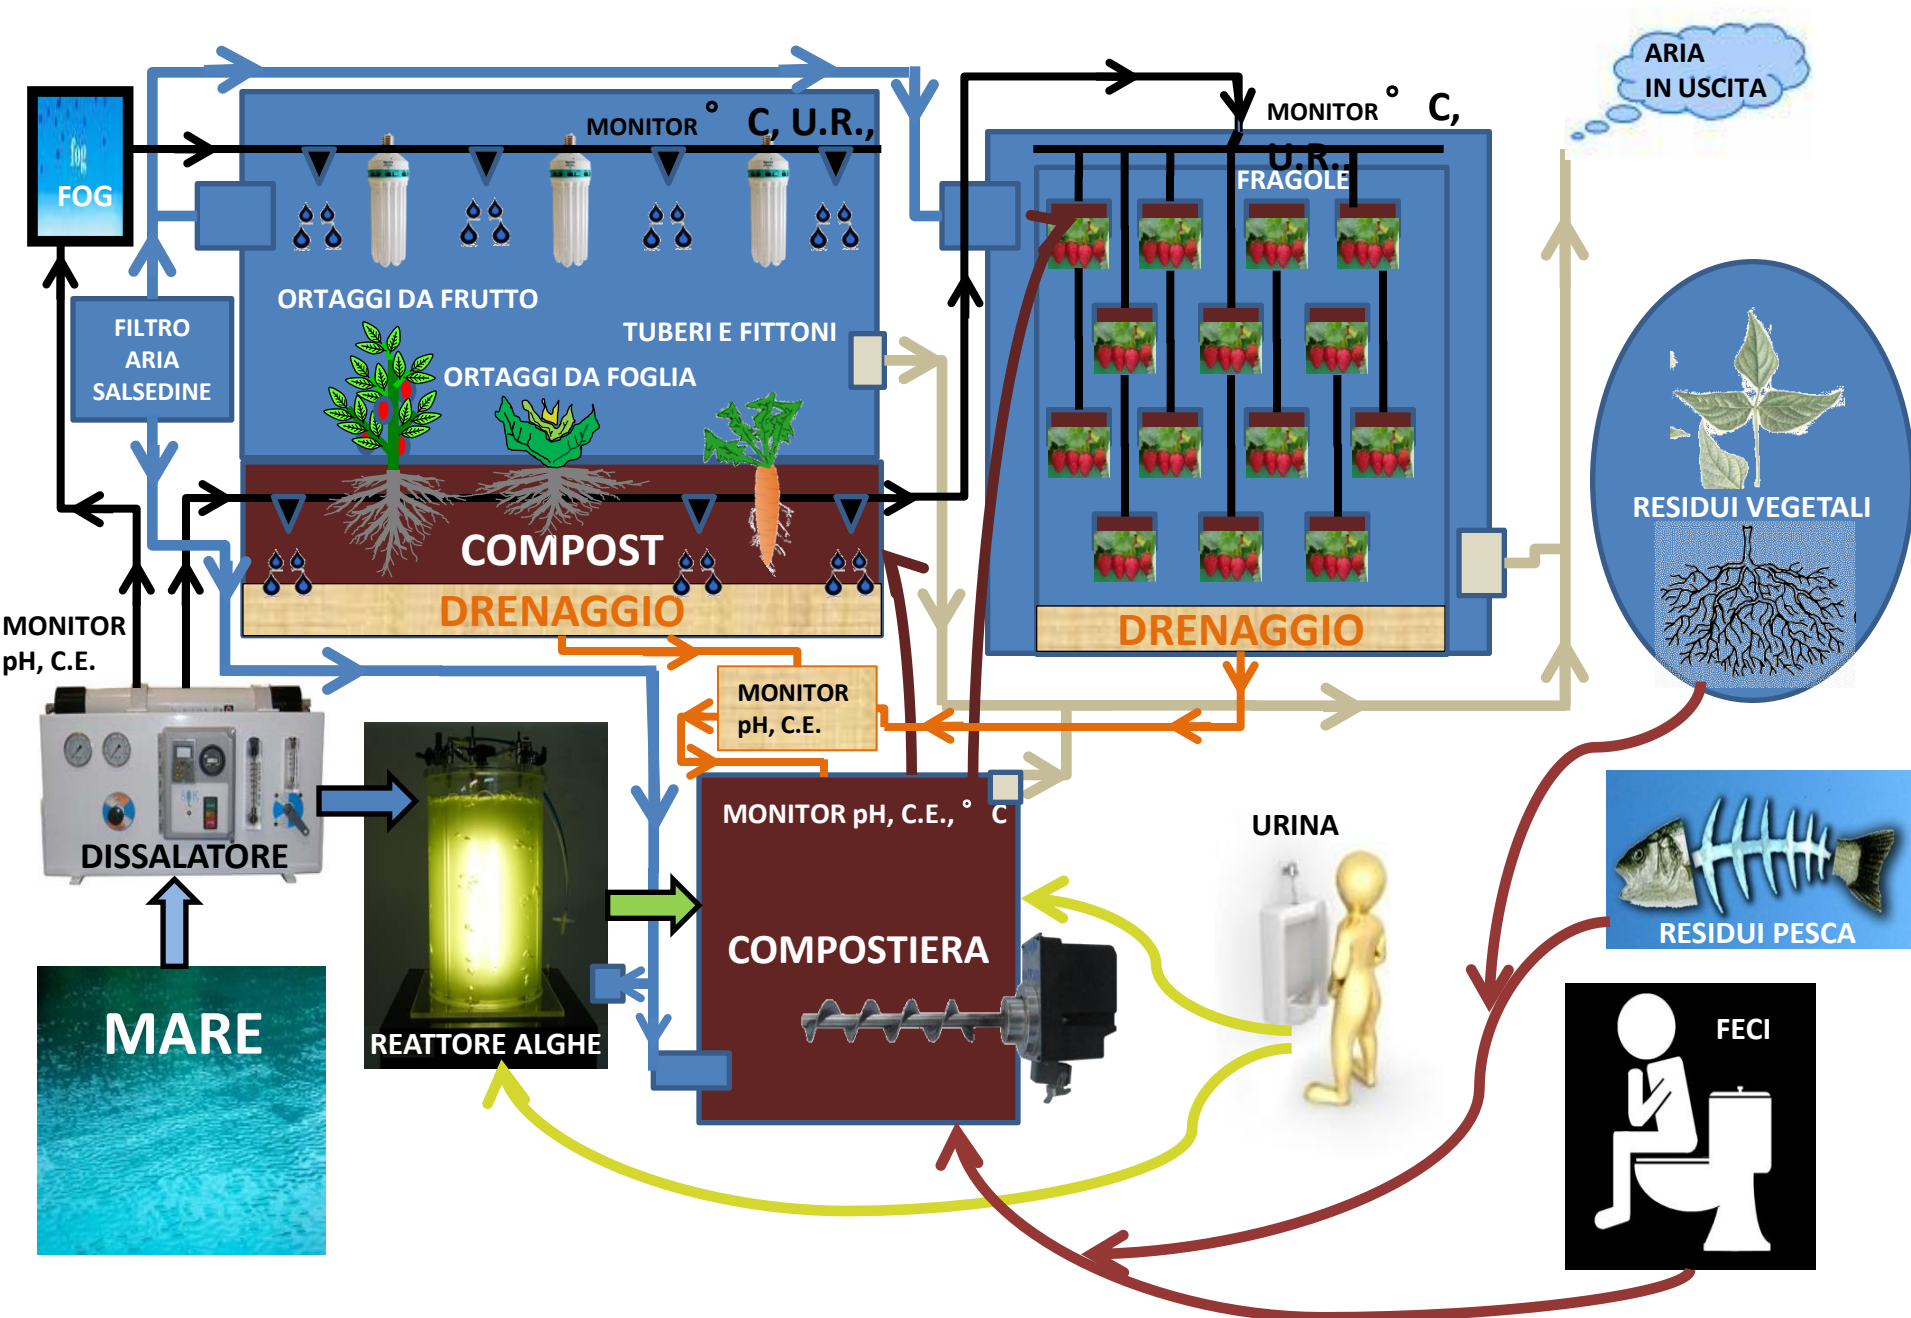 ARIA
IN USCITA
MONITOR ° C, U.R.,
MONITOR ° C,
U.R.,
fog
FOG
FRAGOLE
ORTAGGI DA FRUTTO
TUBERI E FITTONI
FILTRO
ARIA
SALSEDINE
ORTAGGI DA FOGLIA
RESIDUI VEGETALI
COMPOST
DRENAGGIO
DRENAGGIO
MONITOR
pH, C.E.
MONITOR
pH, C.E.
MONITOR pH, C.E., ° C
URINA
DISSALATORE
RESIDUI PESCA
COMPOSTIERA
MARE
REATTORE ALGHE
FECI